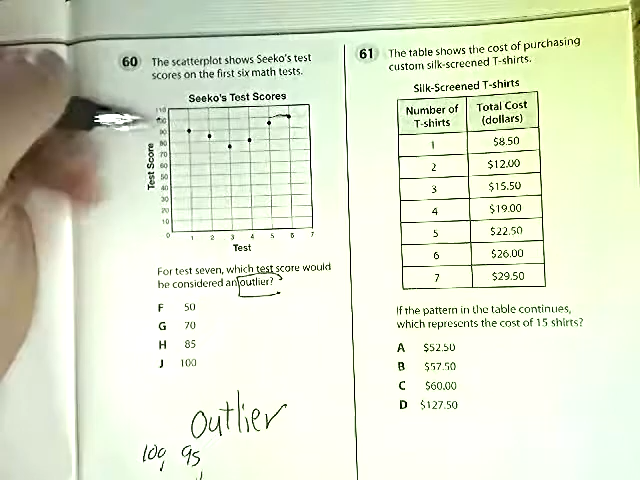 60 The scatterplot shows Seeko's test
scores on the first six math tests.
Seeko's Test Scores
110
100
90
80
70
60
50
40
30
20
10
0 1 2 3 4 5 6 7
Test Score
Test
For test seven, which test score would
be considered an outlier?
F 50
G 70
H 85
J 100
outlier
100, 95
61 The table shows the cost of purchasing
custom silk-screened T-shirts.
Silk-Screened T-shirts
Number of T-shirts Total Cost (dollars)
1 $8.50
2 $12.00
3 $15.50
4 $19.00
5 $22.50
6 $26.00
7 $29.50
If the pattern in the table continues,
which represents the cost of 15 shirts?
A $52.50
B $57.50
C $60.00
D $127.50